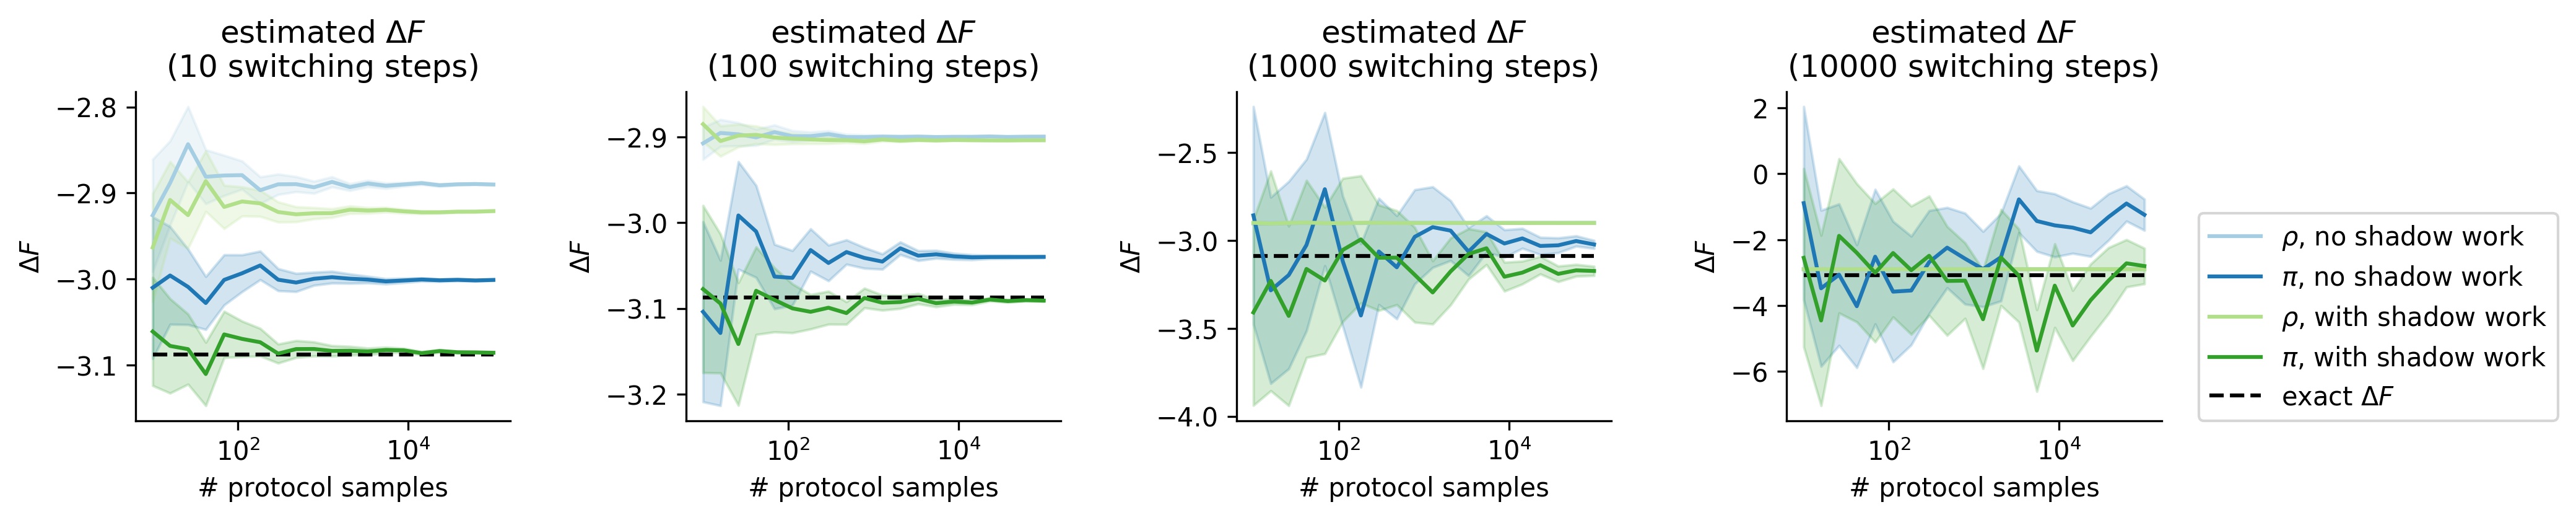 estimated ΔF
(10 switching steps)
−2.8
−2.9
−3.0
−3.1
ΔF
10²
10⁴
# protocol samples
estimated ΔF
(100 switching steps)
−2.9
−3.0
−3.1
−3.2
ΔF
10²
10⁴
# protocol samples
estimated ΔF
(1000 switching steps)
−2.5
−3.0
−3.5
−4.0
ΔF
10²
10⁴
# protocol samples
estimated ΔF
(10000 switching steps)
2
0
−2
−4
−6
ΔF
10²
10⁴
# protocol samples
ρ, no shadow work
π, no shadow work
ρ, with shadow work
π, with shadow work
exact ΔF